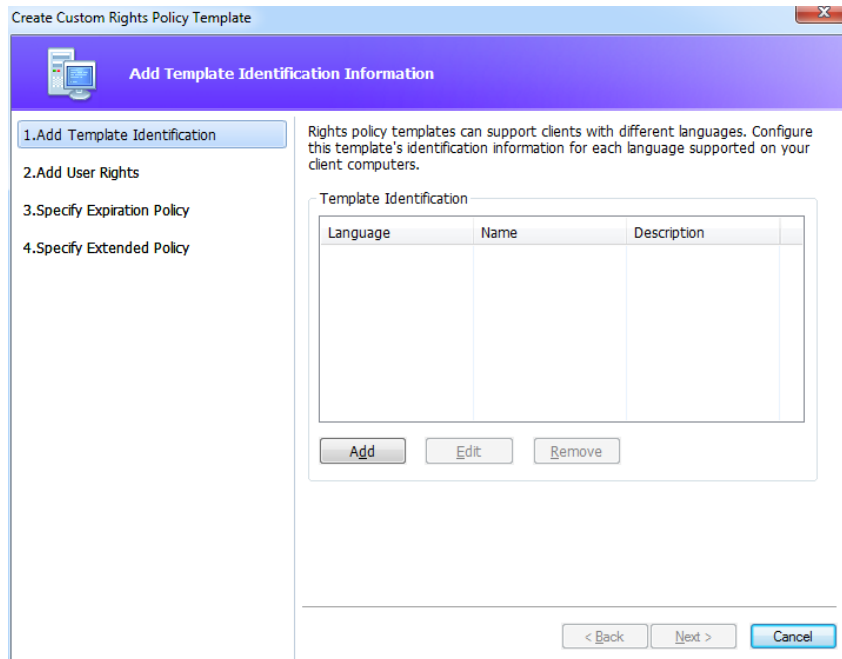 Create Custom Rights Policy Template
Add Template Identification Information
1.Add Template Identification
2.Add User Rights
3.Specify Expiration Policy
4.Specify Extended Policy
Rights policy templates can support clients with different languages. Configure
this template's identification information for each language supported on your
client computers.
Template Identification
Language Name Description
Add Edit Remove
< Back Next > Cancel